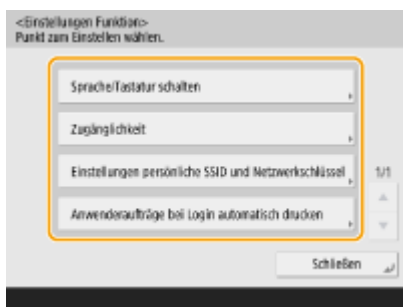 <Einstellungen Funktion>
Punkt zum Einstellen wählen.
Sprache/Tastatur schalten
Zugänglichkeit
Einstellungen persönliche SSID und Netzwerkschlüssel
1/1
Anwenderaufträge bei Login automatisch drucken
Schließen